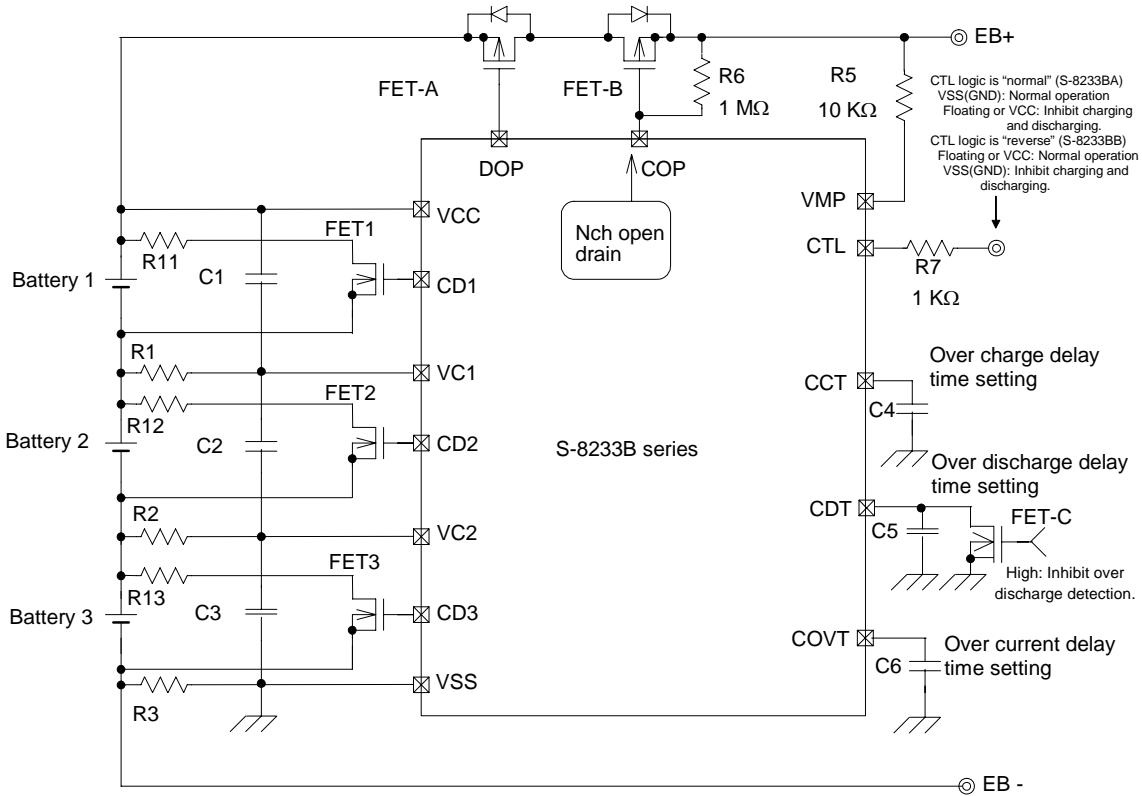 EB+
FET-A
FET-B
R6
1 MΩ
R5
10 KΩ
CTL logic is “normal” (S-8233BA)
VSS(GND): Normal operation
Floating or VCC: Inhibit charging
and discharging.
CTL logic is “reverse” (S-8233BB)
Floating or VCC: Normal operation
VSS(GND): Inhibit charging and
discharging.
DOP
COP
VMP
Nch open
drain
VCC
FET1
R11
C1
Battery 1
CD1
CTL
R7
1 KΩ
R1
VC1
Over charge delay
time setting
CCT
C4
FET2
R12
Battery 2
C2
CD2
S-8233B series
Over discharge delay
time setting
R2
VC2
CDT
C5
FET-C
High: Inhibit over
discharge detection.
FET3
R13
Battery 3
C3
CD3
COVT
C6
Over current delay
time setting
R3
VSS
EB -